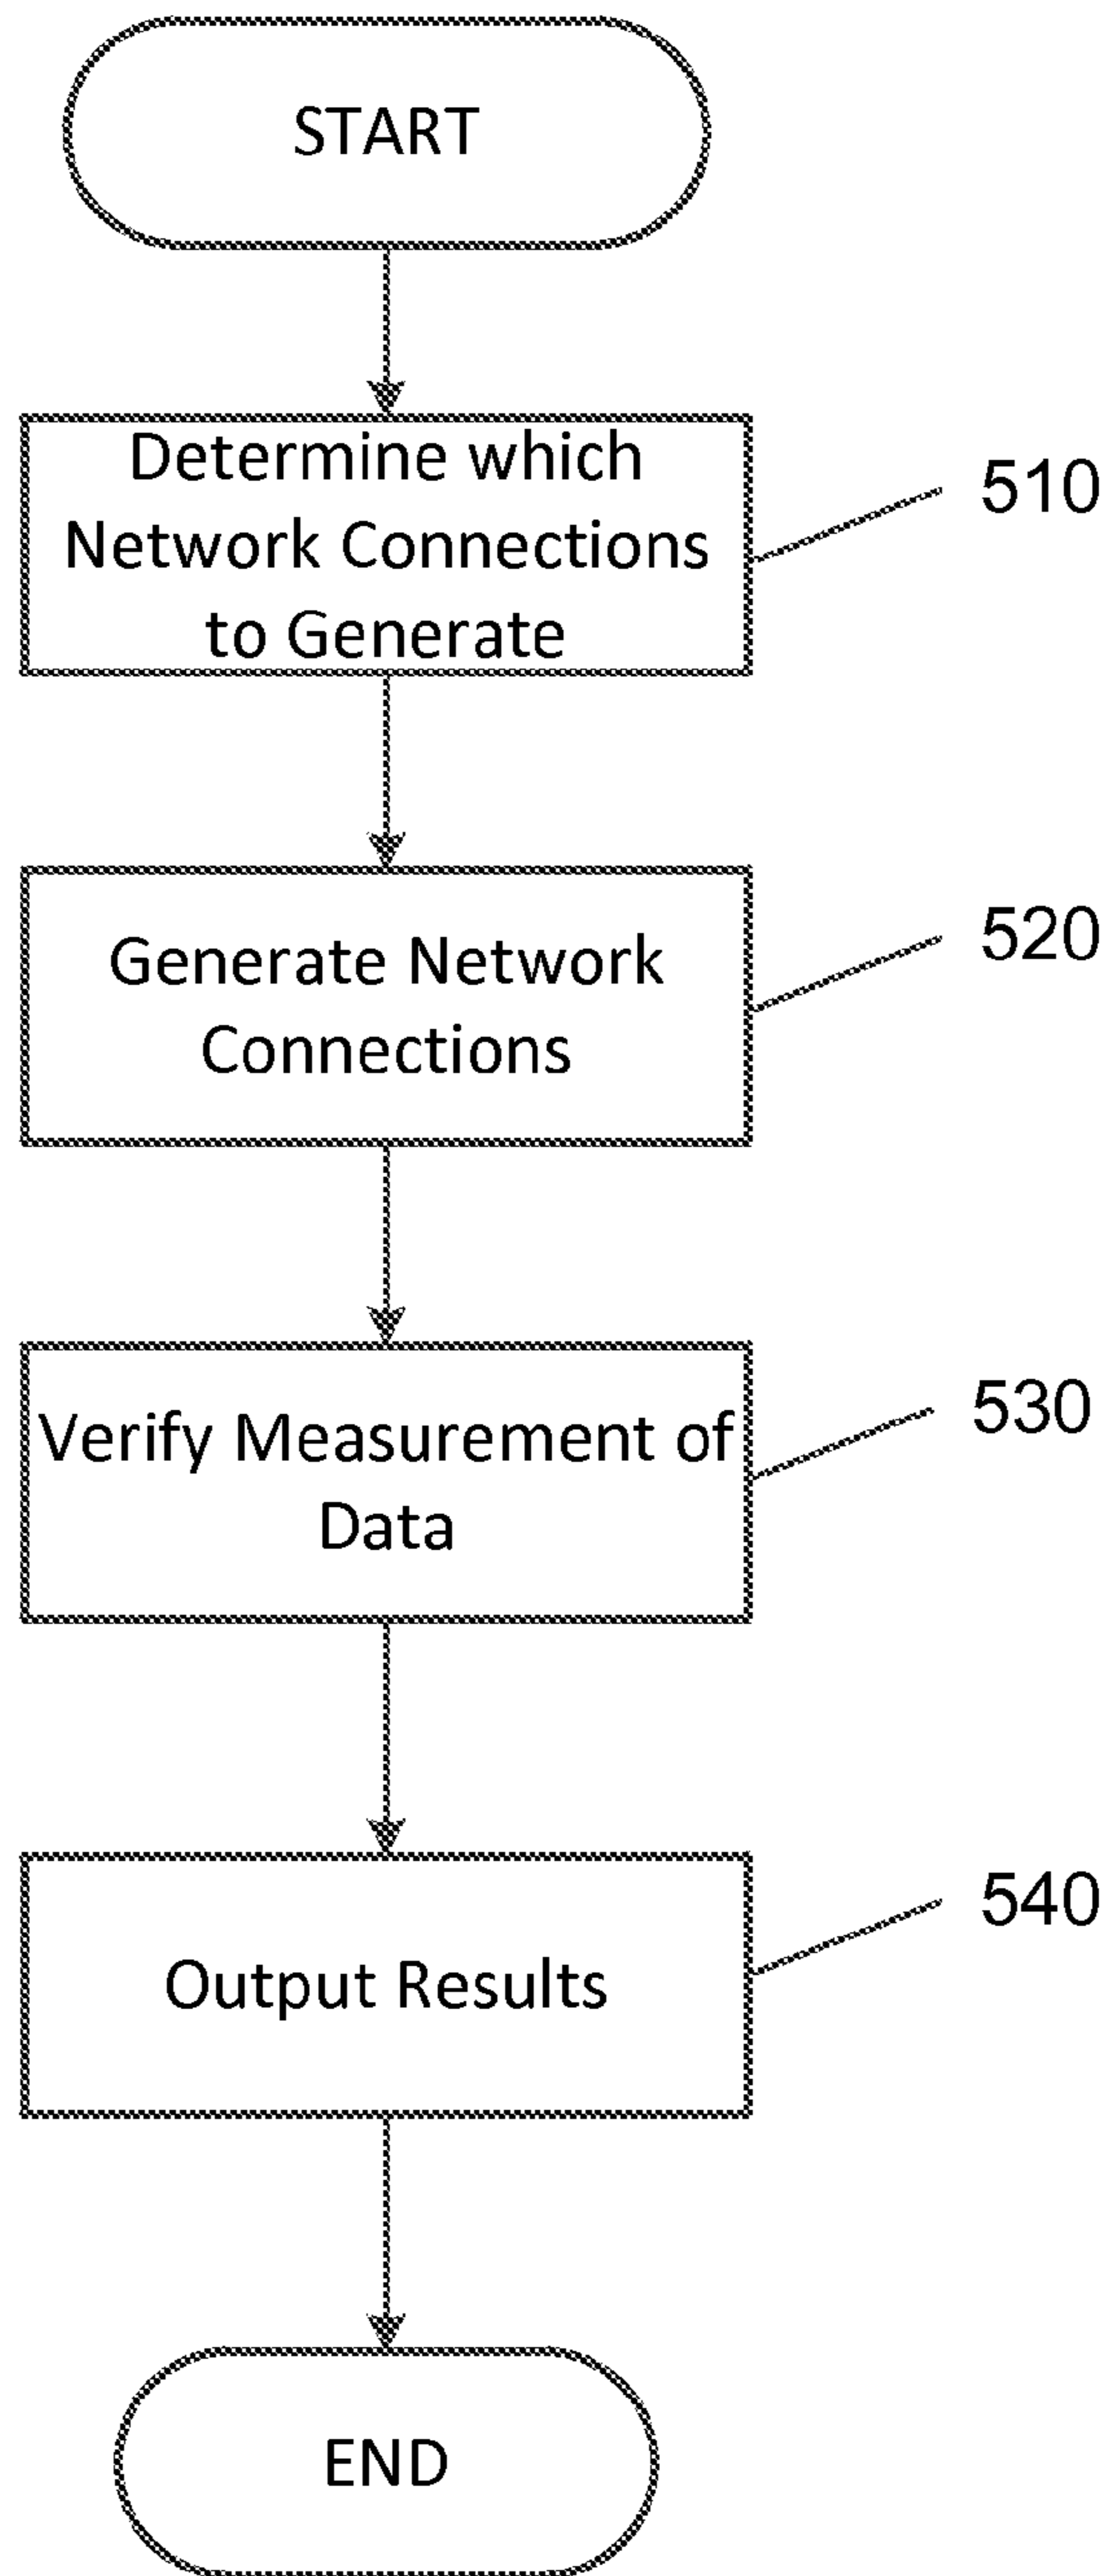 START
Determine which
Network Connections
to Generate
510
Generate Network
Connections
520
Verify Measurement of
Data
530
Output Results
540
END